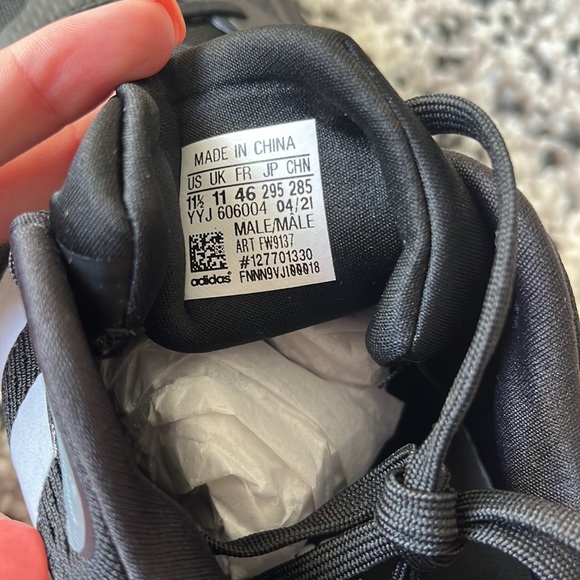 MADE IN CHINA
US UK FR JP CHN
11½ 11 46 295 285
YYJ 606004 04/21
MALE/MÂLE
ART FW9137
#127701330
adidas® FNNN9VJ100018